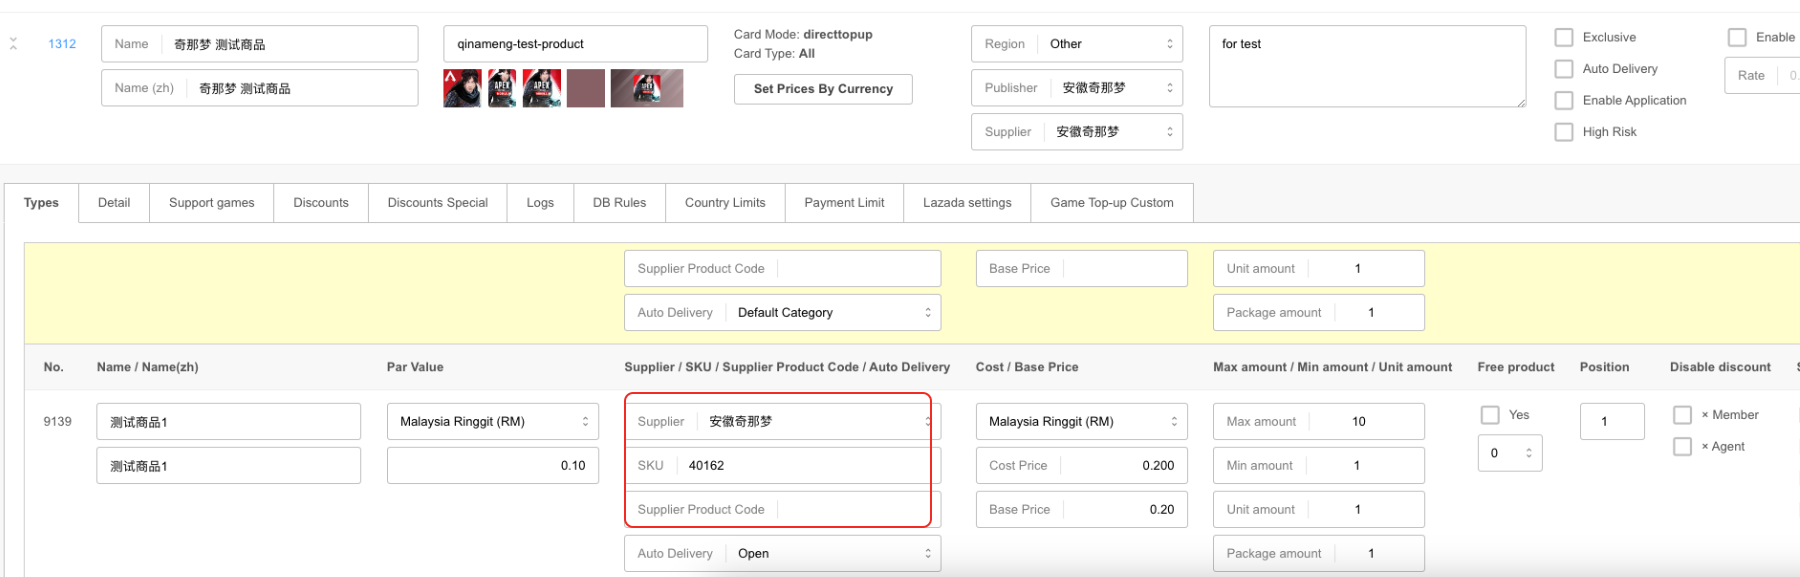 1312
Name 奇那梦 测试商品
Name (zh) 奇那梦 测试商品
qinameng-test-product
Card Mode: directtopup
Card Type: All
Set Prices By Currency
Region Other
Publisher 安徽奇那梦
Supplier 安徽奇那梦
for test
Exclusive
Auto Delivery
Enable Application
High Risk
Enable
Rate 0.
Types Detail Support games Discounts Discounts Special Logs DB Rules Country Limits Payment Limit Lazada settings Game Top-up Custom
Supplier Product Code Base Price Unit amount 1
Auto Delivery Default Category Package amount 1
No. Name / Name(zh) Par Value Supplier / SKU / Supplier Product Code / Auto Delivery Cost / Base Price Max amount / Min amount / Unit amount Free product Position Disable discount
9139 测试商品1 Malaysia Ringgit (RM) Supplier 安徽奇那梦 Malaysia Ringgit (RM) Max amount 10 Yes 1 × Member
测试商品1 0.10 SKU 40162 Cost Price 0.200 Min amount 1 0 × Agent
Supplier Product Code Base Price 0.20 Unit amount 1
Auto Delivery Open Package amount 1